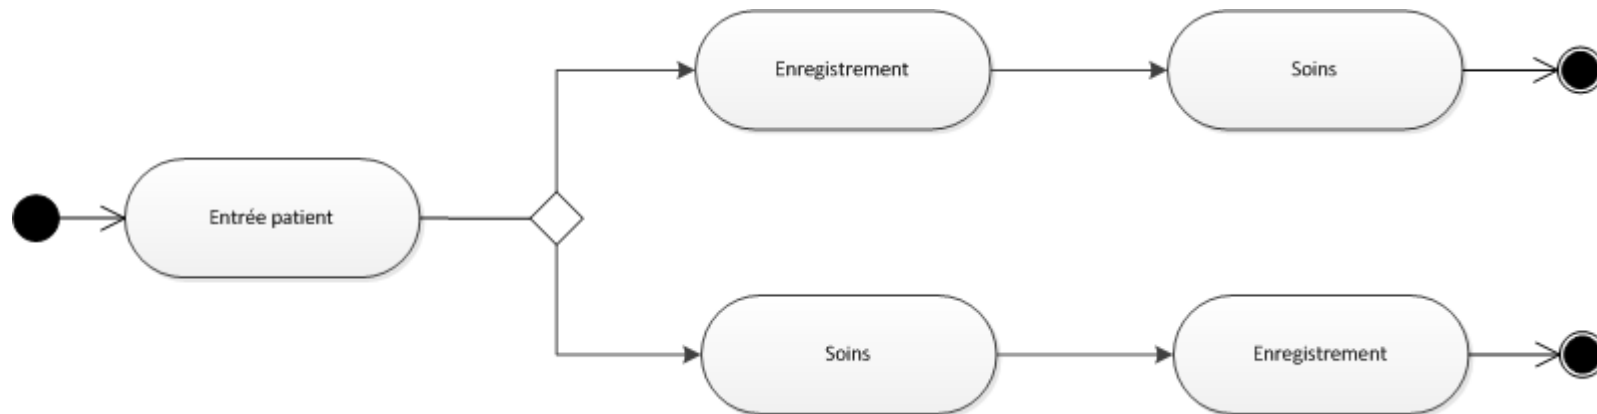 Enregistrement
Soins
Entrée patient
Soins
Enregistrement